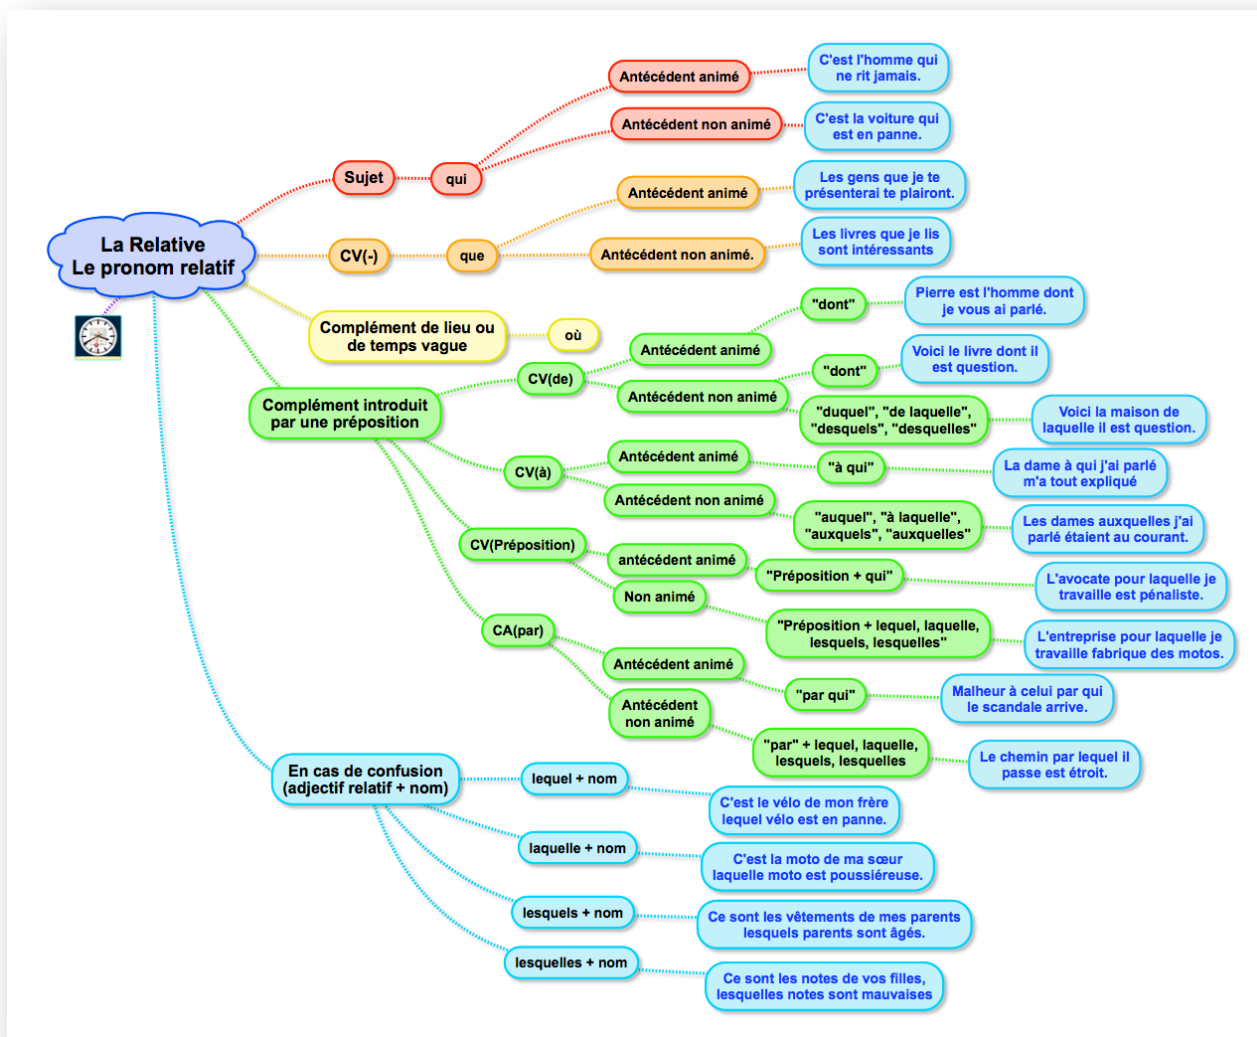 La Relative
Le pronom relatif
Sujet
qui
Antécédent animé
C'est l'homme qui
ne rit jamais.
Antécédent non animé
C'est la voiture qui
est en panne.
CV(-)
que
Antécédent animé
Les gens que je te
présenterai te plairont.
Antécédent non animé.
Les livres que je lis
sont intéressants
Complément de lieu ou
de temps vague
où
Complément introduit
par une préposition
CV(de)
Antécédent animé
"dont"
Pierre est l'homme dont
je vous ai parlé.
Antécédent non animé
"dont"
Voici le livre dont il
est question.
"duquel", "de laquelle",
"desquels", "desquelles"
Voici la maison de
laquelle il est question.
CV(à)
Antécédent animé
"à qui"
La dame à qui j'ai parlé
m'a tout expliqué
Antécédent non animé
"auquel", "à laquelle",
"auxquels", "auxquelles"
Les dames auxquelles j'ai
parlé étaient au courant.
CV(Préposition)
antécédent animé
"Préposition + qui"
L'avocate pour laquelle je
travaille est pénaliste.
Non animé
"Préposition + lequel, laquelle,
lesquels, lesquelles"
L'entreprise pour laquelle je
travaille fabrique des motos.
CA(par)
Antécédent animé
"par qui"
Malheur à celui par qui
le scandale arrive.
Antécédent
non animé
"par" + lequel, laquelle,
lesquels, lesquelles
Le chemin par lequel il
passe est étroit.
En cas de confusion
(adjectif relatif + nom)
lequel + nom
C'est le vélo de mon frère
lequel vélo est en panne.
laquelle + nom
C'est la moto de ma sœur
laquelle moto est poussiéreuse.
lesquels + nom
Ce sont les vêtements de mes parents
lesquels parents sont âgés.
lesquelles + nom
Ce sont les notes de vos filles,
lesquelles notes sont mauvaises